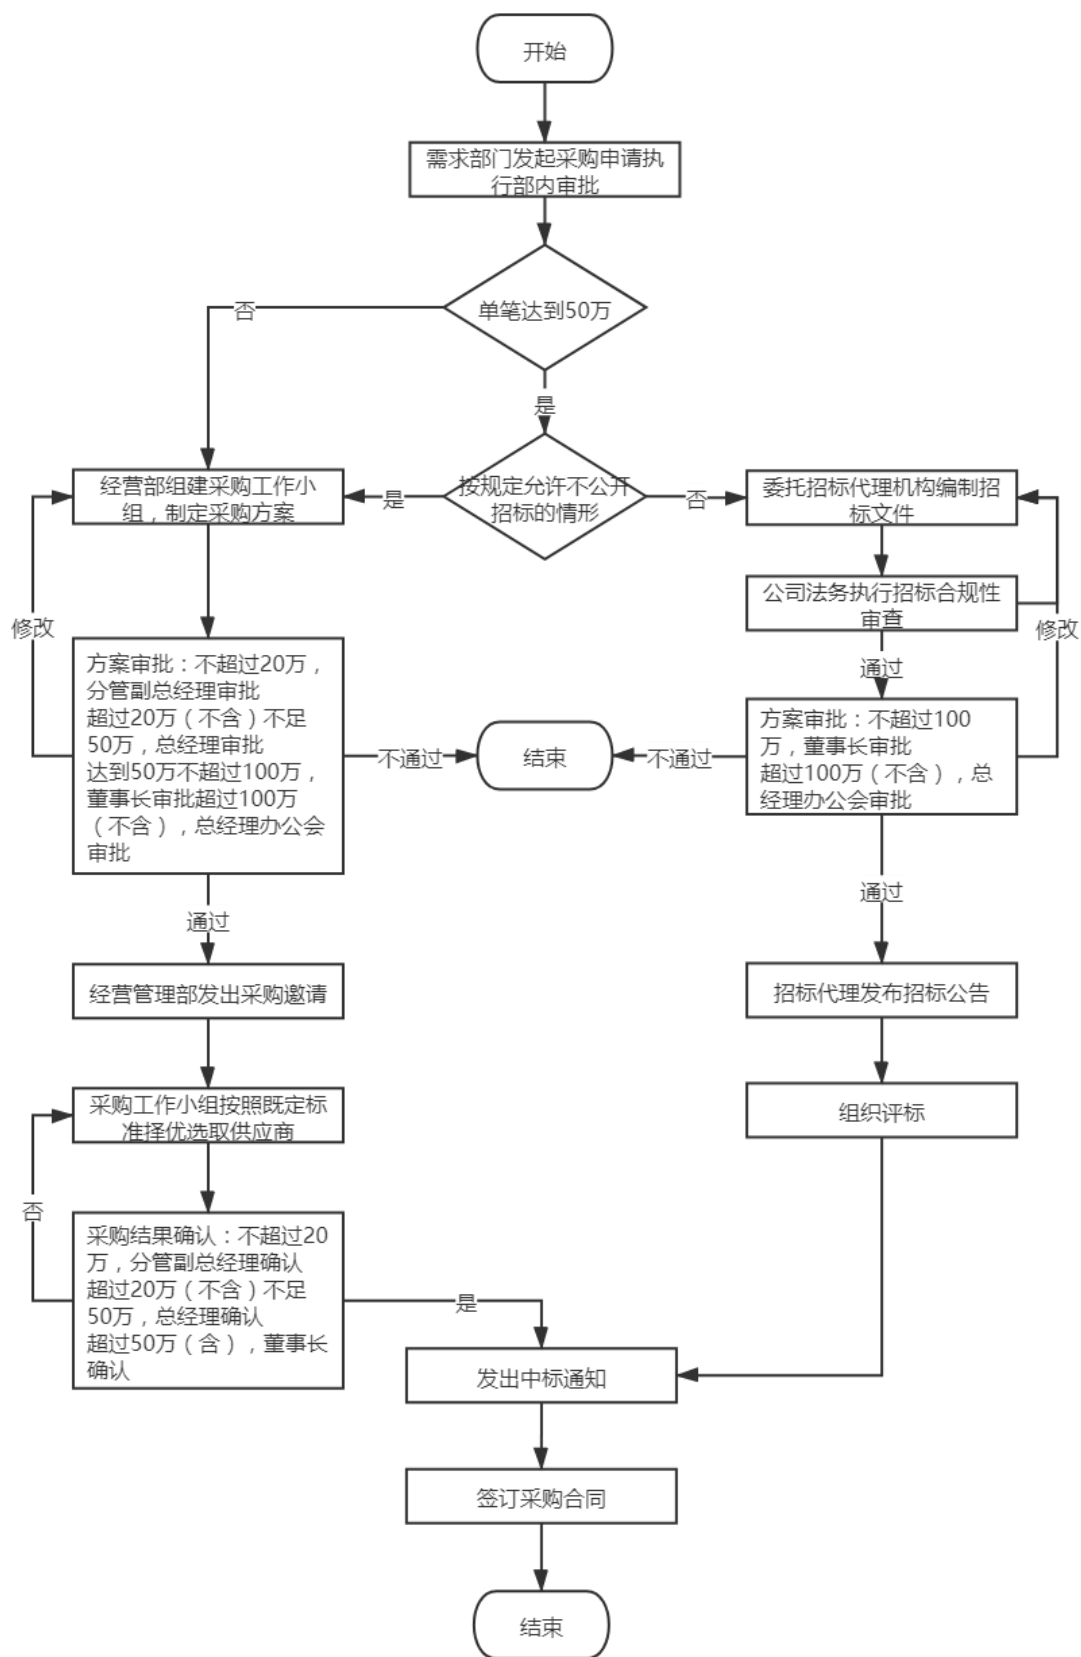 开始
需求部门发起采购申请执
行部内审批
单笔达到50万
否
是
按规定允许不公开
招标的情形
是
否
经营部组建采购工作小
组，制定采购方案
委托招标代理机构编制招
标文件
公司法务执行招标合规性
审查
修改
修改
通过
方案审批：不超过20万，
分管副总经理审批
超过20万（不含）不足
50万，总经理审批
达到50万不超过100万，
董事长审批超过100万
（不含），总经理办公会
审批
不通过
结束
不通过
方案审批：不超过100
万，董事长审批
超过100万（不含），总
经理办公会审批
通过
通过
经营管理部发出采购邀请
招标代理发布招标公告
采购工作小组按照既定标
准择优选取供应商
组织评标
否
采购结果确认：不超过20
万，分管副总经理确认
超过20万（不含）不足
50万，总经理确认
超过50万（含），董事长
确认
是
发出中标通知
签订采购合同
结束